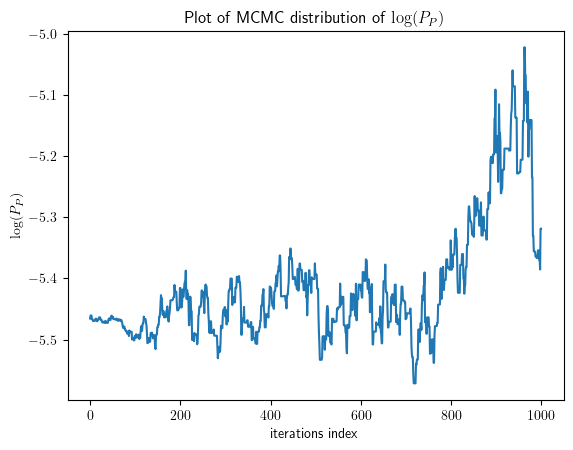 Plot of MCMC distribution of log(P_P)
−5.0
−5.1
−5.2
−5.3
−5.4
−5.5
log(P_P)
0 200 400 600 800 1000
iterations index